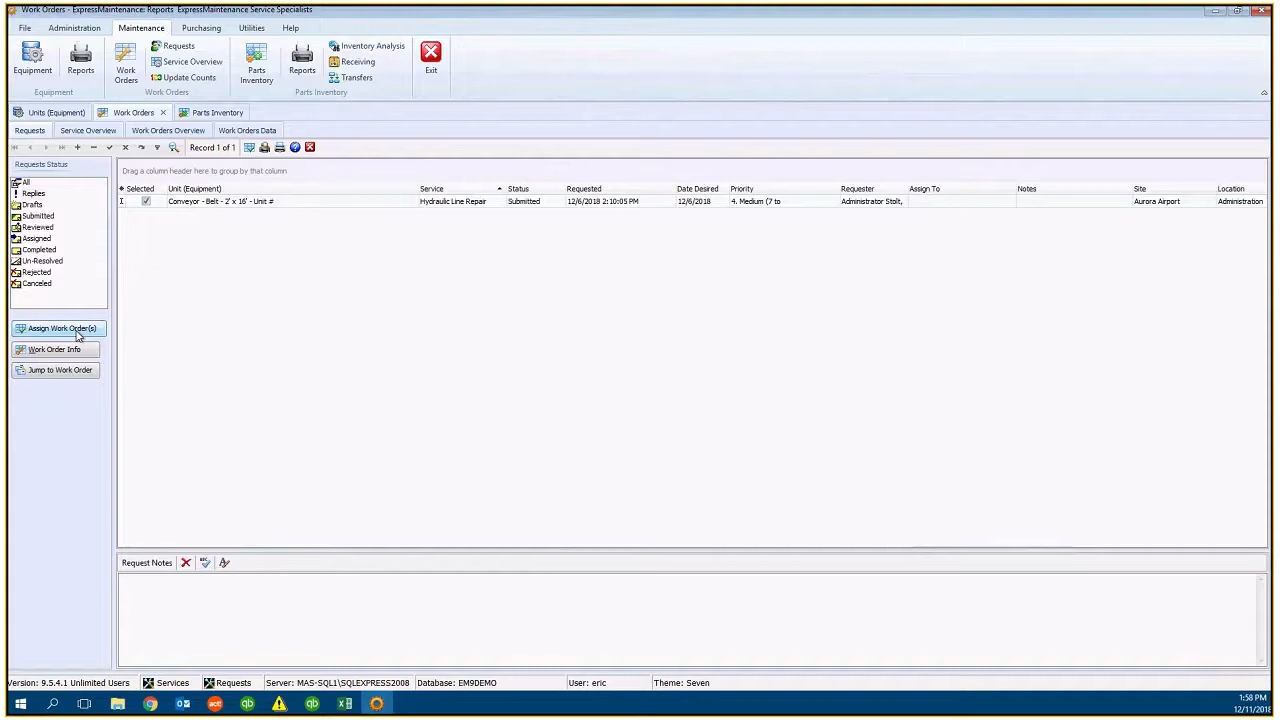 Work Orders - ExpressMaintenance: Reports ExpressMaintenance Service Specialists
File Administration Maintenance Purchasing Utilities Help
Equipment
Reports
Work Orders
Requests
Service Overview
Update Counts
Parts Inventory
Reports
Inventory Analysis
Receiving
Transfers
Exit
Equipment Work Orders Parts Inventory
Units (Equipment) Work Orders Parts Inventory
Requests Service Overview Work Orders Overview Work Orders Data
Record 1 of 1
Requests Status
All
Replies
Drafts
Submitted
Reviewed
Assigned
Completed
Un-Resolved
Rejected
Canceled
Assign Work Order(s)
Work Order Info
Jump to Work Order
Drag a column header here to group by that column
Selected Unit (Equipment) Service Status Requested Date Desired Priority Requester Assign To Notes Site Location
Conveyor - Belt - 2' x 16' - Unit # Hydraulic Line Repair Submitted 12/6/2018 2:10:05 PM 12/6/2018 4. Medium (7 to Administrator Stolt, Aurora Airport Administration
Request Notes
Version: 9.5.4.1 Unlimited Users Services Requests Server: MAS-SQL1\SQLEXPRESS2008 Database: EM9DEMO User: eric Theme: Seven
act!
qb
qb
1:58 PM
12/11/2018